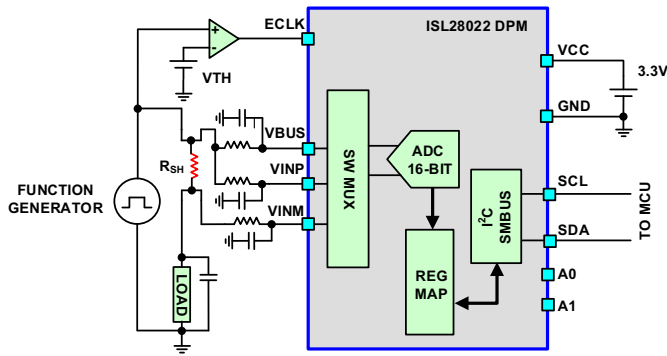 ECLK
ISL28022 DPM
VCC
+
-
VTH
3.3V
GND
VBUS
SW MUX
ADC
16-BIT
RSH
VINP
FUNCTION
GENERATOR
SCL
I2C
SMBUS
TO MCU
VINM
SDA
REG
MAP
LOAD
A0
A1